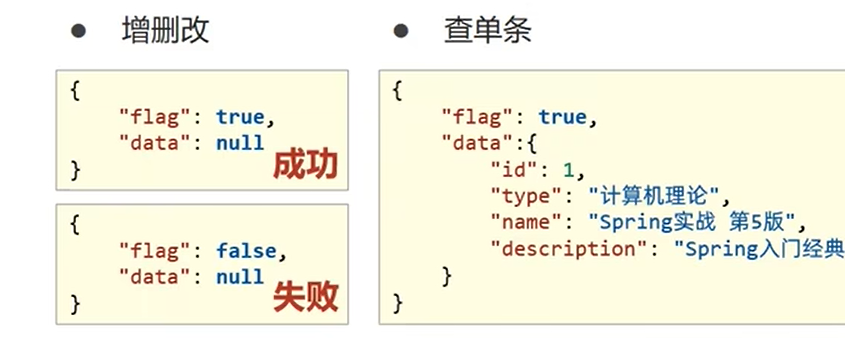 ● 增删改
{
"flag": true,
"data": null
}
成功
{
"flag": false,
"data": null
}
失败
● 查单条
{
"flag": true,
"data":{
"id": 1,
"type": "计算机理论",
"name": "Spring实战 第5版",
"description": "Spring入门经典
}
}